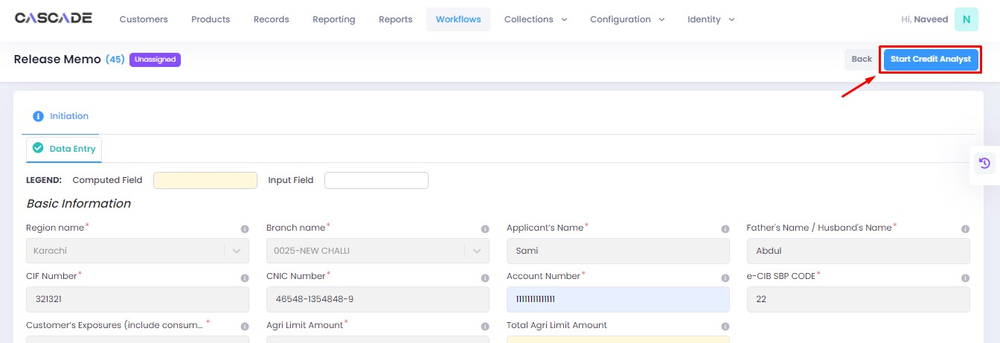 CASCADE Customers Products Records Reporting Reports Workflows Collections Configuration Identity Hi, Naveed N
Release Memo (45) Unassigned Back Start Credit Analyst
Initiation
Data Entry
LEGEND: Computed Field Input Field
Basic Information
Region name* Branch name* Applicant's Name* Father's Name / Husband's Name*
Karachi 0025-NEW CHALLI Sami Abdul
CIF Number* CNIC Number* Account Number* e-CIB SBP CODE*
321321 46548-1354848-9 11111111111111 22
Customer's Exposures (include consum... * Agri Limit Amount* Total Agri Limit Amount